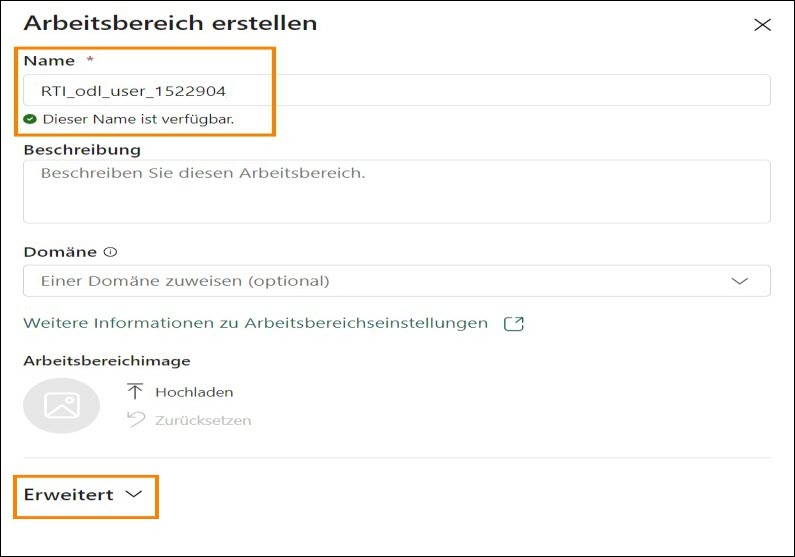 Arbeitsbereich erstellen
Name *
RTI_odl_user_1522904
Dieser Name ist verfügbar.
Beschreibung
Beschreiben Sie diesen Arbeitsbereich.
Domäne
Einer Domäne zuweisen (optional)
Weitere Informationen zu Arbeitsbereichseinstellungen
Arbeitsbereichimage
Hochladen
Zurücksetzen
Erweitert